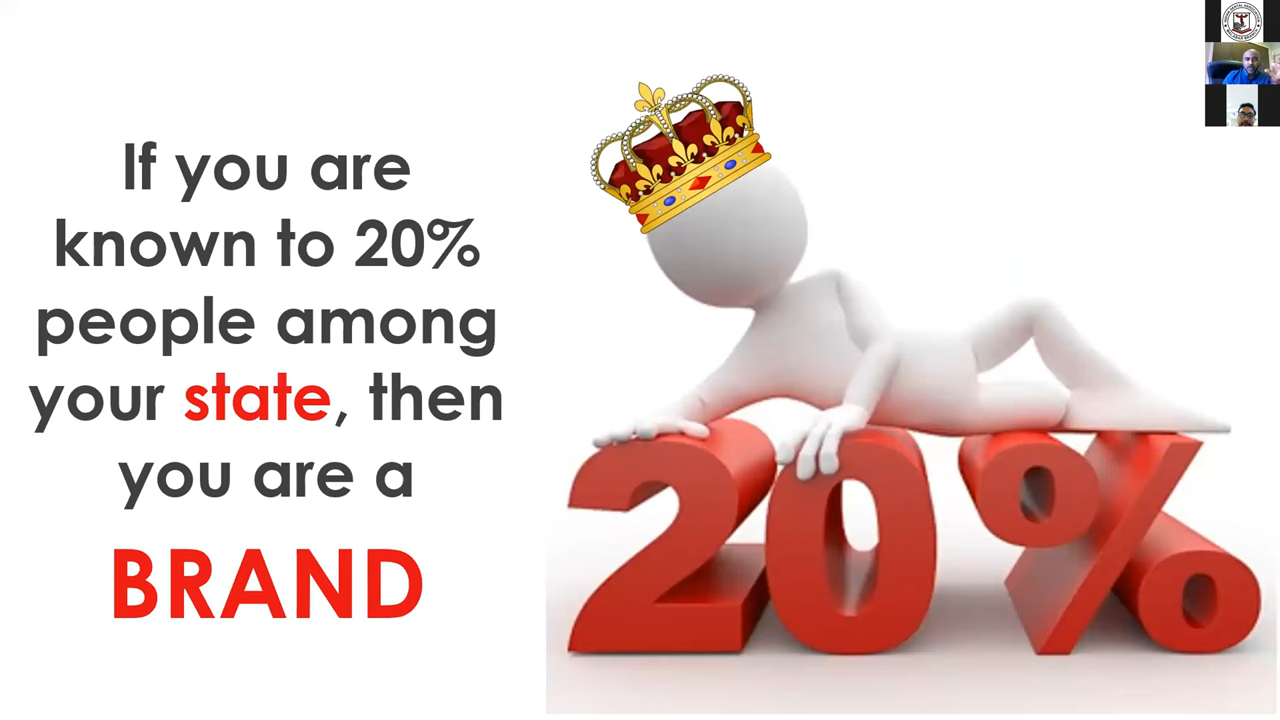 If you are
known to 20%
people among
your state, then
you are a
BRAND
20%